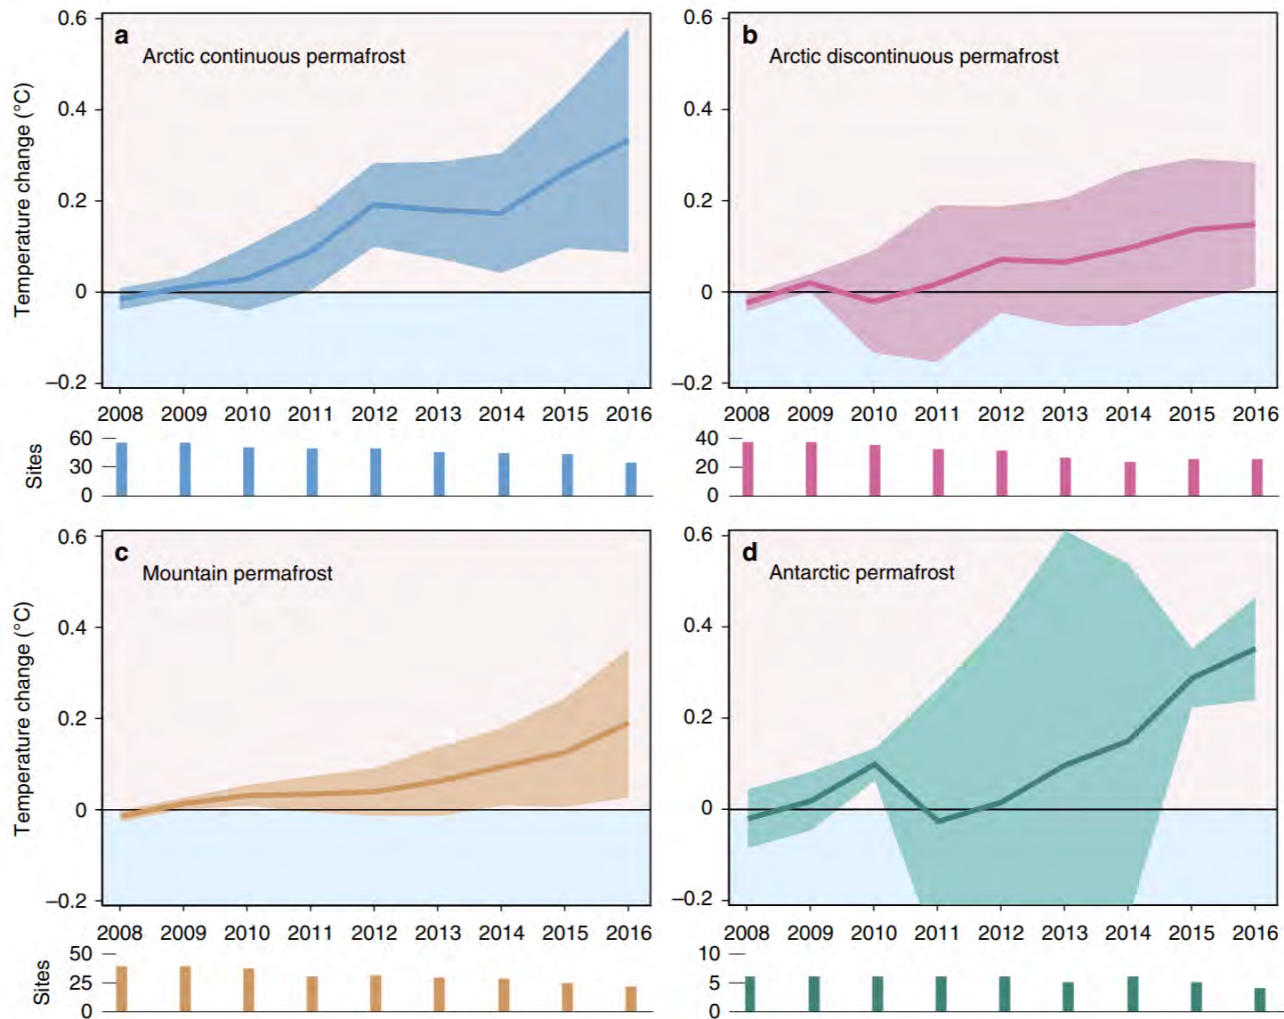 a
Arctic continuous permafrost
Temperature change (°C)
0.6
0.4
0.2
0
–0.2
2008 2009 2010 2011 2012 2013 2014 2015 2016
Sites
60
30
0
b
Arctic discontinuous permafrost
0.6
0.4
0.2
0
–0.2
2008 2009 2010 2011 2012 2013 2014 2015 2016
40
20
0
c
Mountain permafrost
Temperature change (°C)
0.6
0.4
0.2
0
–0.2
2008 2009 2010 2011 2012 2013 2014 2015 2016
Sites
50
25
0
d
Antarctic permafrost
0.6
0.4
0.2
0
–0.2
2008 2009 2010 2011 2012 2013 2014 2015 2016
10
5
0